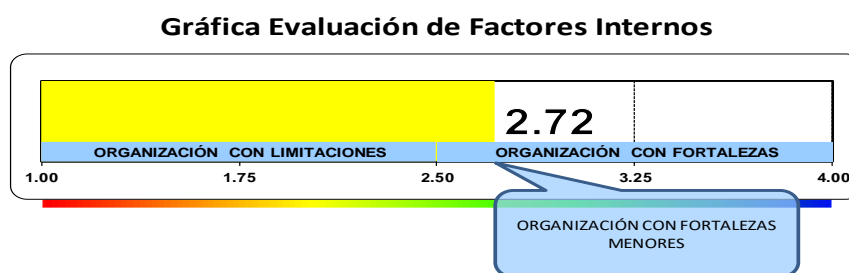 Gráfica Evaluación de Factores Internos
2.72
ORGANIZACIÓN CON LIMITACIONES ORGANIZACIÓN CON FORTALEZAS
1.00 1.75 2.50 3.25 4.00
ORGANIZACIÓN CON FORTALEZAS
MENORES